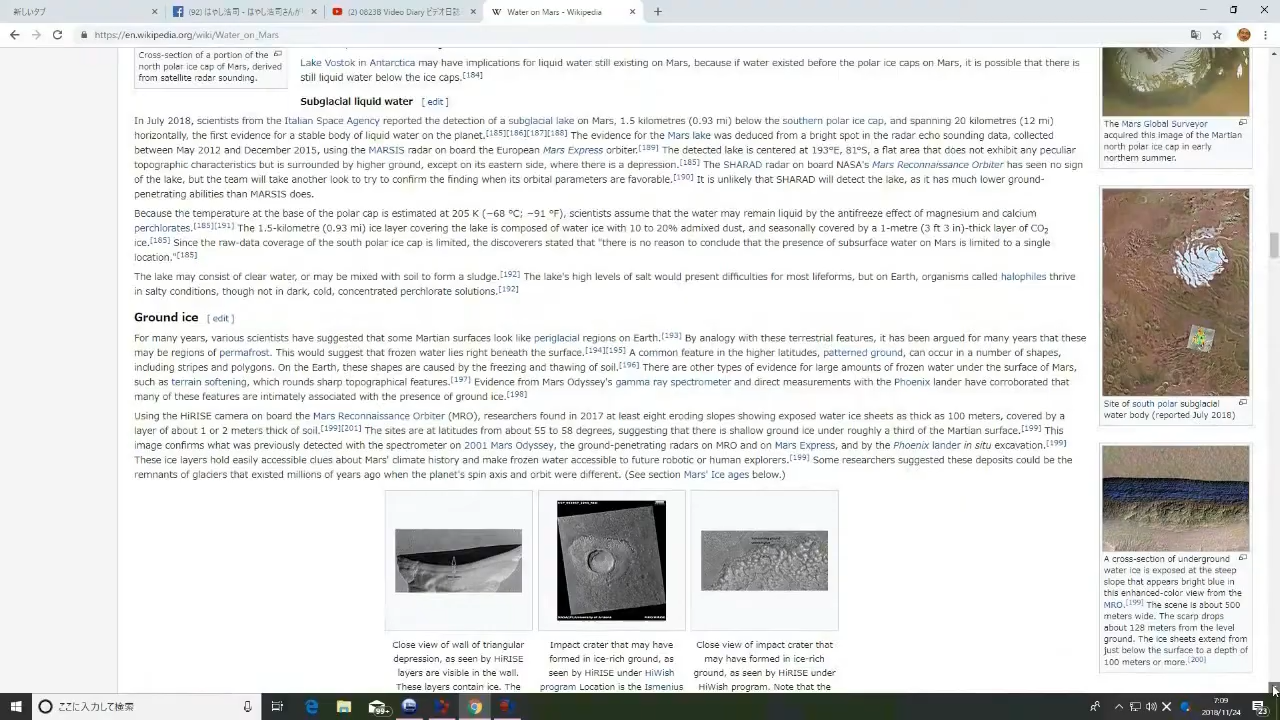 新しいタブ
(92) はやし浩司 - はやし浩司さんが
(2) 0823B Video Diary ビデオ日誌
Water on Mars - Wikipedia
https://en.wikipedia.org/wiki/Water_on_Mars
Cross-section of a portion of the
north polar ice cap of Mars, derived
from satellite radar sounding.
Lake Vostok in Antarctica may have implications for liquid water still existing on Mars, because if water existed before the polar ice caps on Mars, it is possible that there is
still liquid water below the ice caps.[184]
Subglacial liquid water [ edit ]
In July 2018, scientists from the Italian Space Agency reported the detection of a subglacial lake on Mars, 1.5 kilometres (0.93 mi) below the southern polar ice cap, and spanning 20 kilometres (12 mi)
horizontally, the first evidence for a stable body of liquid water on the planet.[185][186][187][188] The evidence for the Mars lake was deduced from a bright spot in the radar echo sounding data, collected
between May 2012 and December 2015, using the MARSIS radar on board the European Mars Express orbiter.[189] The detected lake is centered at 193°E, 81°S, a flat area that does not exhibit any peculiar
topographic characteristics but is surrounded by higher ground, except on its eastern side, where there is a depression.[185] The SHARAD radar on board NASA's Mars Reconnaissance Orbiter has seen no sign
of the lake, but the team will take another look to try to confirm the finding when its orbital parameters are favorable.[190] It is unlikely that SHARAD will detect the lake, as it has much lower ground-
penetrating abilities than MARSIS does.
Because the temperature at the base of the polar cap is estimated at 205 K (−68 °C; −91 °F), scientists assume that the water may remain liquid by the antifreeze effect of magnesium and calcium
perchlorates.[185][191] The 1.5-kilometre (0.93 mi) ice layer covering the lake is composed of water ice with 10 to 20% admixed dust, and seasonally covered by a 1-metre (3 ft 3 in)-thick layer of CO2
ice.[185] Since the raw-data coverage of the south polar ice cap is limited, the discoverers stated that "there is no reason to conclude that the presence of subsurface water on Mars is limited to a single
location."[185]
The lake may consist of clear water, or may be mixed with soil to form a sludge.[192] The lake's high levels of salt would present difficulties for most lifeforms, but on Earth, organisms called halophiles thrive
in salty conditions, though not in dark, cold, concentrated perchlorate solutions.[192]
Ground ice [ edit ]
For many years, various scientists have suggested that some Martian surfaces look like periglacial regions on Earth.[193] By analogy with these terrestrial features, it has been argued for many years that these
may be regions of permafrost. This would suggest that frozen water lies right beneath the surface.[194][195] A common feature in the higher latitudes, patterned ground, can occur in a number of shapes,
including stripes and polygons. On the Earth, these shapes are caused by the freezing and thawing of soil.[196] There are other types of evidence for large amounts of frozen water under the surface of Mars,
such as terrain softening, which rounds sharp topographical features.[197] Evidence from Mars Odyssey's gamma ray spectrometer and direct measurements with the Phoenix lander have corroborated that
many of these features are intimately associated with the presence of ground ice.[198]
Using the HiRISE camera on board the Mars Reconnaissance Orbiter (MRO), researchers found in 2017 at least eight eroding slopes showing exposed water ice sheets as thick as 100 meters, covered by a
layer of about 1 or 2 meters thick of soil.[199][201] The sites are at latitudes from about 55 to 58 degrees, suggesting that there is shallow ground ice under roughly a third of the Martian surface.[199] This
image confirms what was previously detected with the spectrometer on 2001 Mars Odyssey, the ground-penetrating radars on MRO and on Mars Express, and by the Phoenix lander in situ excavation.[199]
These ice layers hold easily accessible clues about Mars' climate history and make frozen water accessible to future robotic or human explorers.[199] Some researchers suggested these deposits could be the
remnants of glaciers that existed millions of years ago when the planet's spin axis and orbit were different. (See section Mars' Ice ages below.)
Close view of wall of triangular
depression, as seen by HiRISE
layers are visible in the wall.
These layers contain ice. The
Impact crater that may have
formed in ice-rich ground, as
seen by HiRISE under HiWish
program Location is the Ismenius
Close view of impact crater that
may have formed in ice-rich
ground, as seen by HiRISE under
HiWish program. Note that the
The Mars Global Surveyor
acquired this image of the Martian
north polar ice cap in early
northern summer.
Site of south polar subglacial
water body (reported July 2018)
A cross-section of underground
water ice is exposed at the steep
slope that appears bright blue in
this enhanced-color view from the
MRO.[199] The scene is about 500
meters wide. The scarp drops
about 128 meters from the level
ground. The ice sheets extend from
just below the surface to a depth of
100 meters or more.[200]
ここに入力して検索
99+
7:09
2018/11/24
23